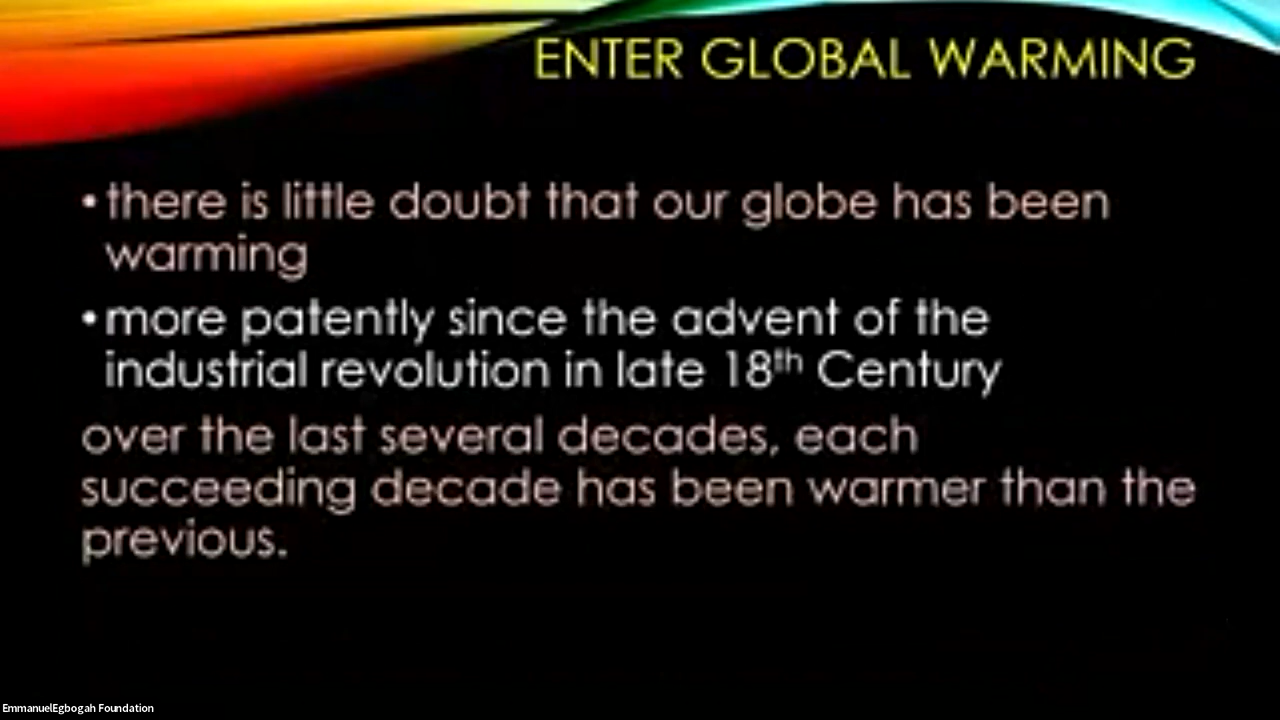 ENTER GLOBAL WARMING
• there is little doubt that our globe has been
warming
• more patently since the advent of the
industrial revolution in late 18th Century
over the last several decades, each
succeeding decade has been warmer than the
previous.
EmmanuelEgbogah Foundation